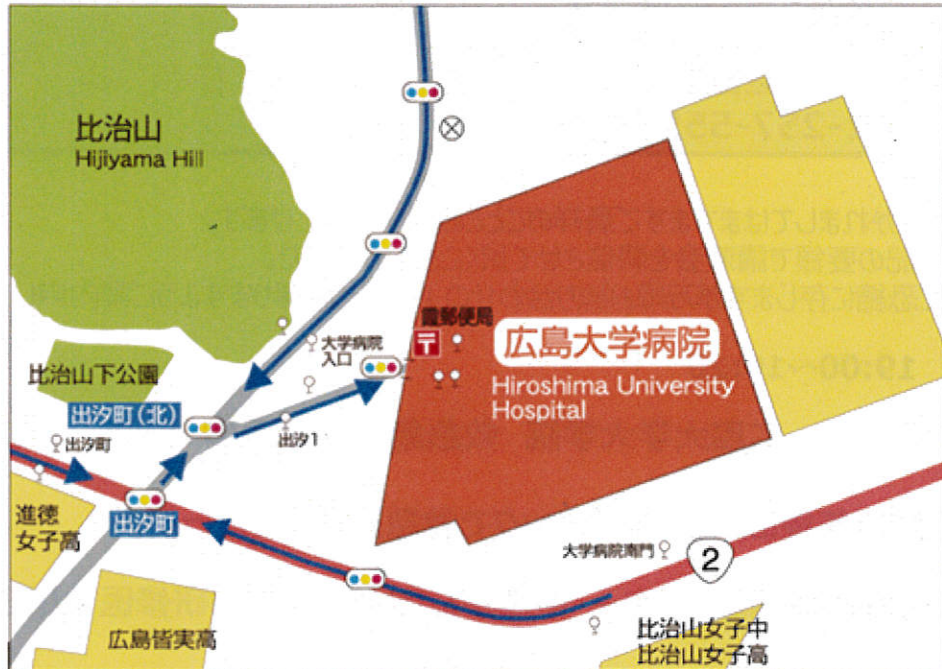 比治山
Hijiyama Hill
大学病院
入口
霞郵便局
〒
広島大学病院
Hiroshima University
Hospital
比治山下公園
出汐町(北)
出汐町
出汐1
出汐町
進徳
女子高
広島皆実高
大学病院南門
2
比治山女子中
比治山女子高